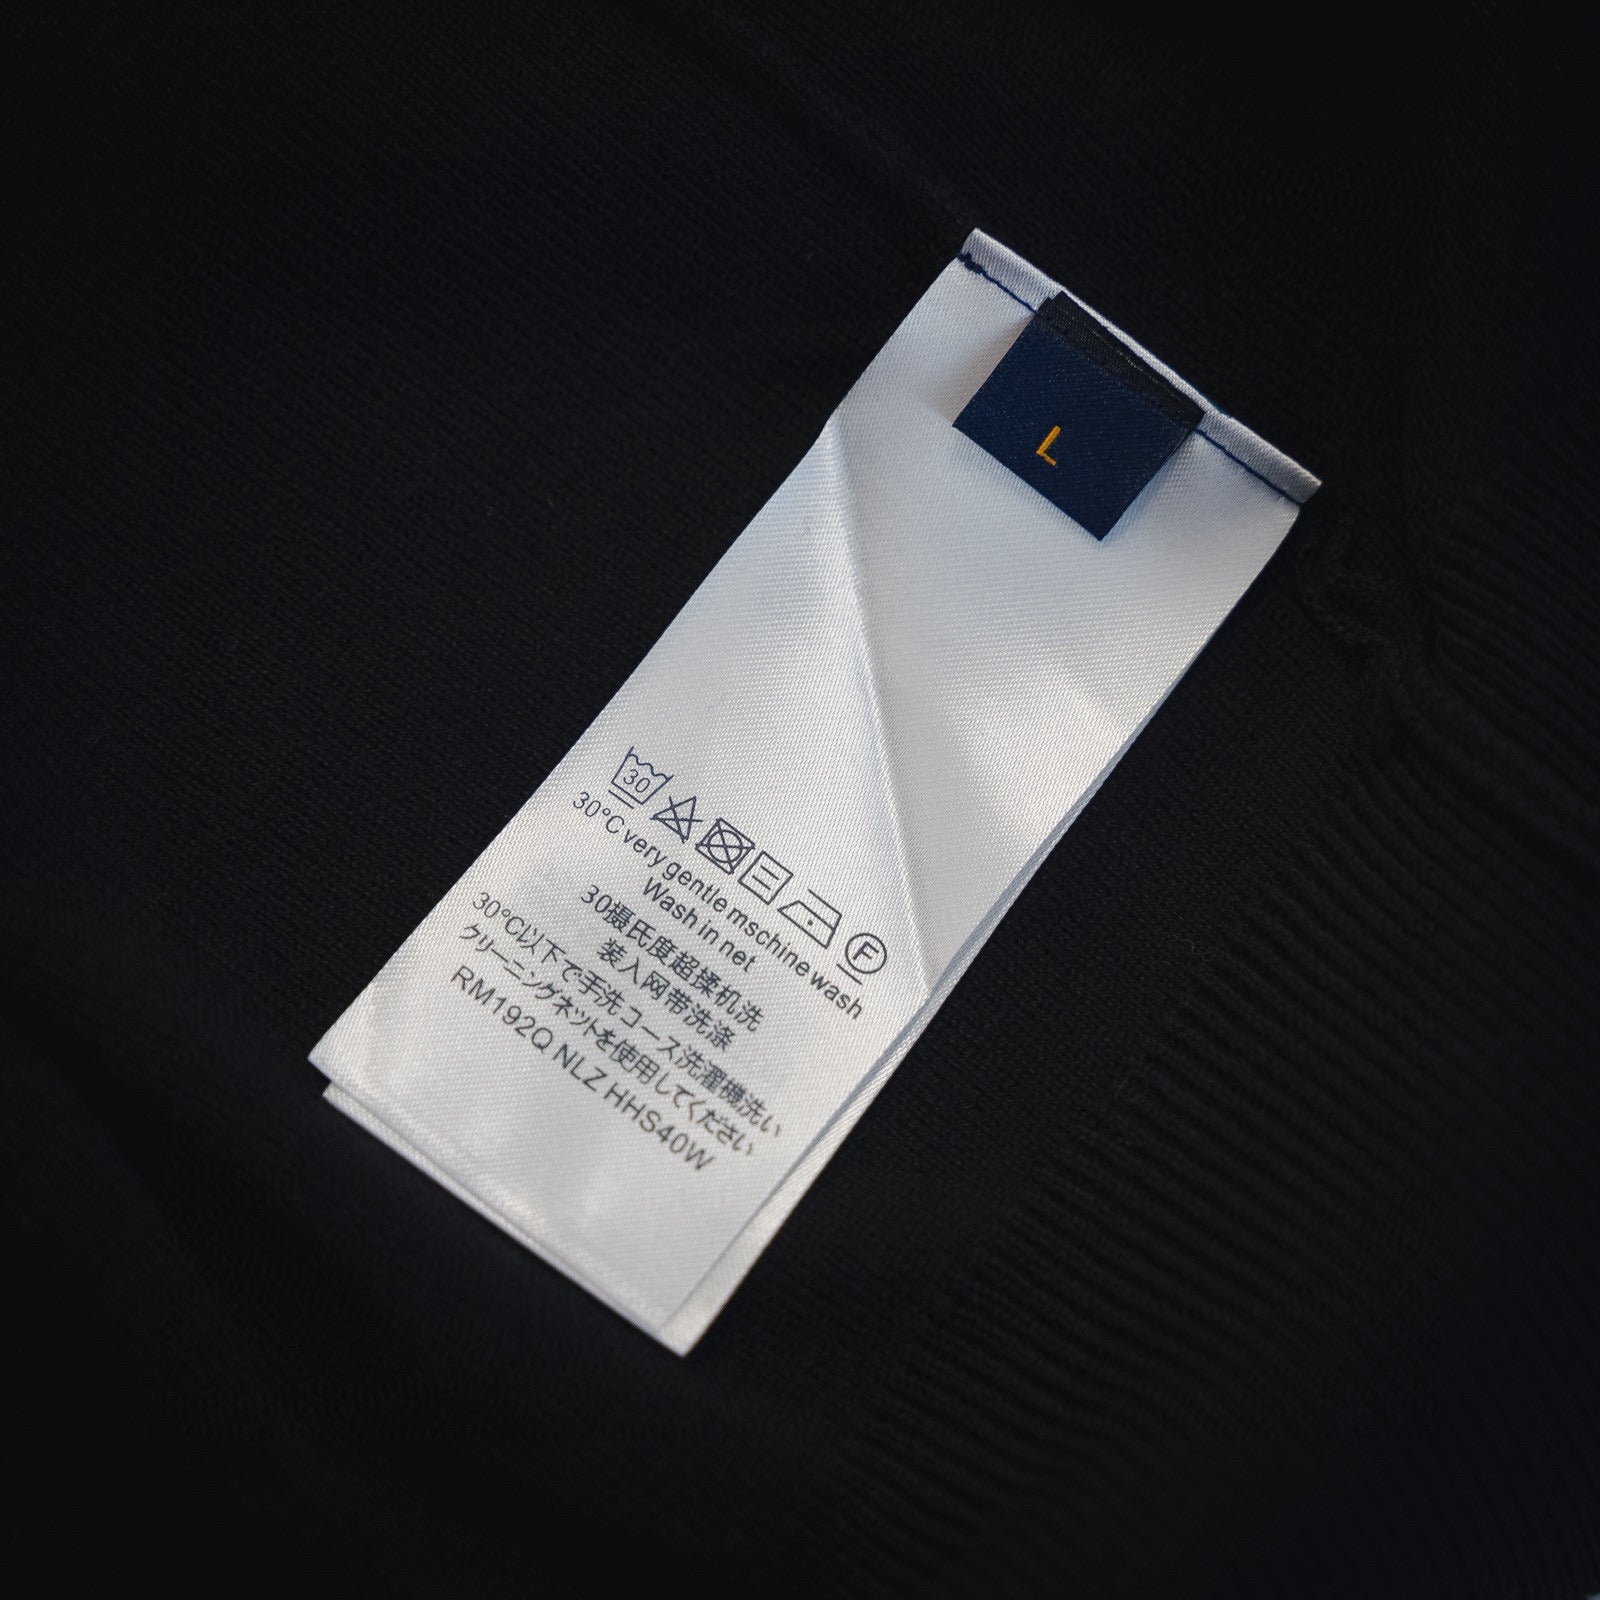 L
30
F
30°C very gentle mschine wash
Wash in net
30摄氏度超揉机洗
装入网带洗涤
30°C以下で手洗コース洗濯機洗い
クリーニングネットを使用してください
RM192Q NLZ HHS40W